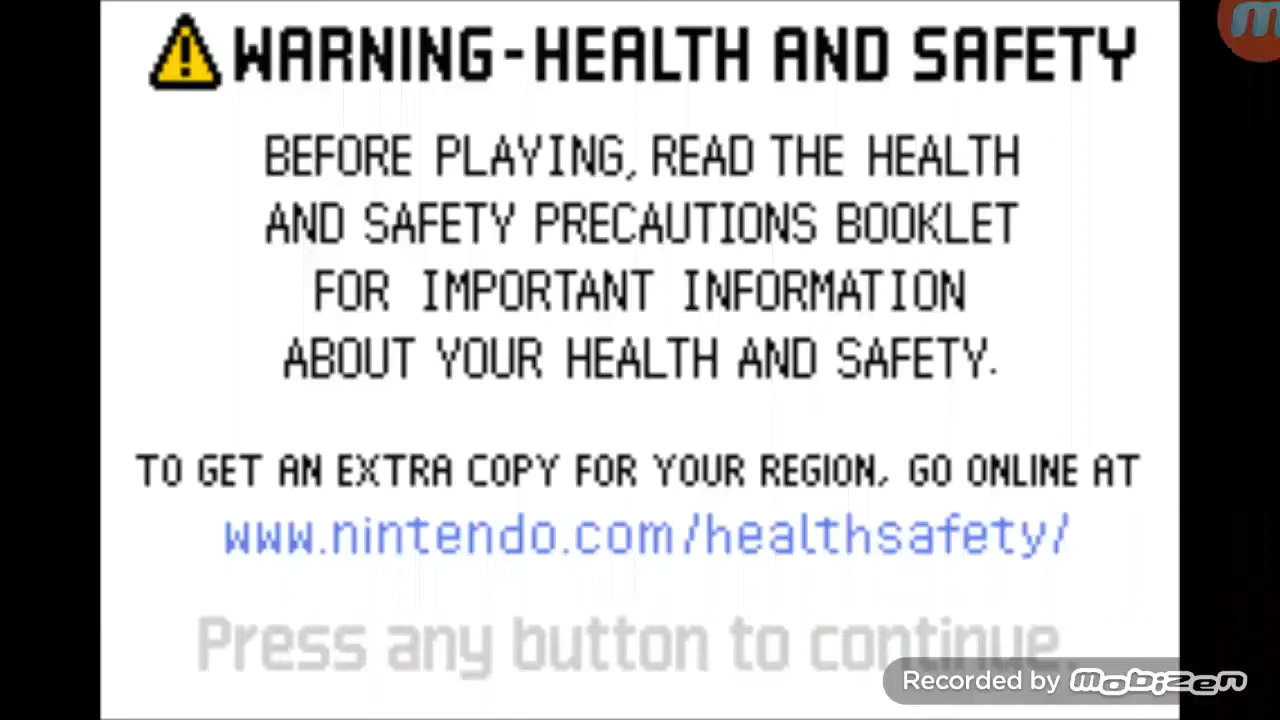 WARNING-HEALTH AND SAFETY
BEFORE PLAYING, READ THE HEALTH
AND SAFETY PRECAUTIONS BOOKLET
FOR IMPORTANT INFORMATION
ABOUT YOUR HEALTH AND SAFETY.
TO GET AN EXTRA COPY FOR YOUR REGION, GO ONLINE AT
www.nintendo.com/healthsafety/
Press any button to continue.
Recorded by mobizen